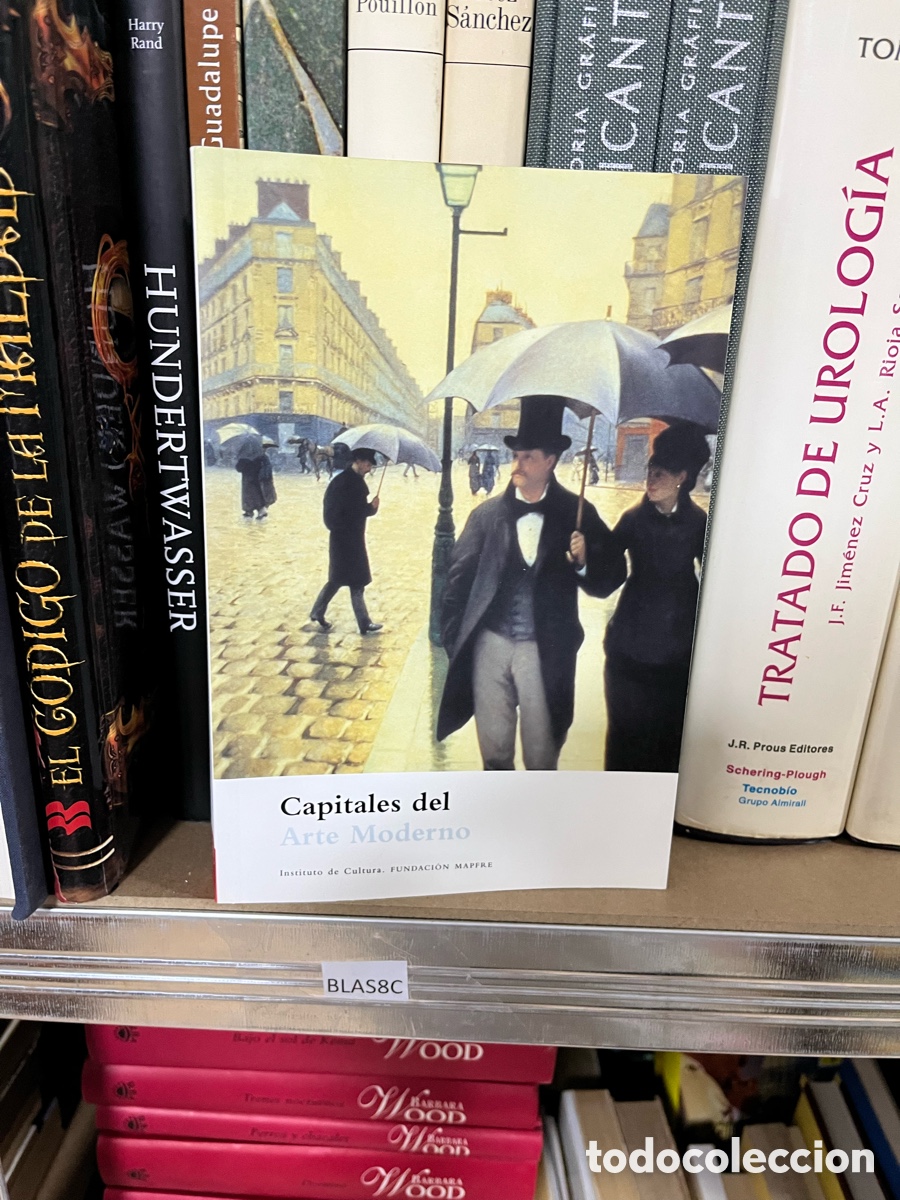 Harry
Rand
HUNDERTWASSER
Guadalupe
Pouillon
Sánchez
EL CODIGO DE LA
Capitales del
Arte Moderno
Instituto de Cultura. FUNDACIÓN MAPFRE
TRATADO DE UROLOGÍA
J.F. Jiménez Cruz y L.A. Rioja
J.R. Prous Editores
Schering-Plough
Tecnobío
Grupo Almirall
BLAS8C
WOOD
BARBARA
WOOD
Perros y chacales
BARBARA
WOOD
BARBARA
WOOD
todocoleccion